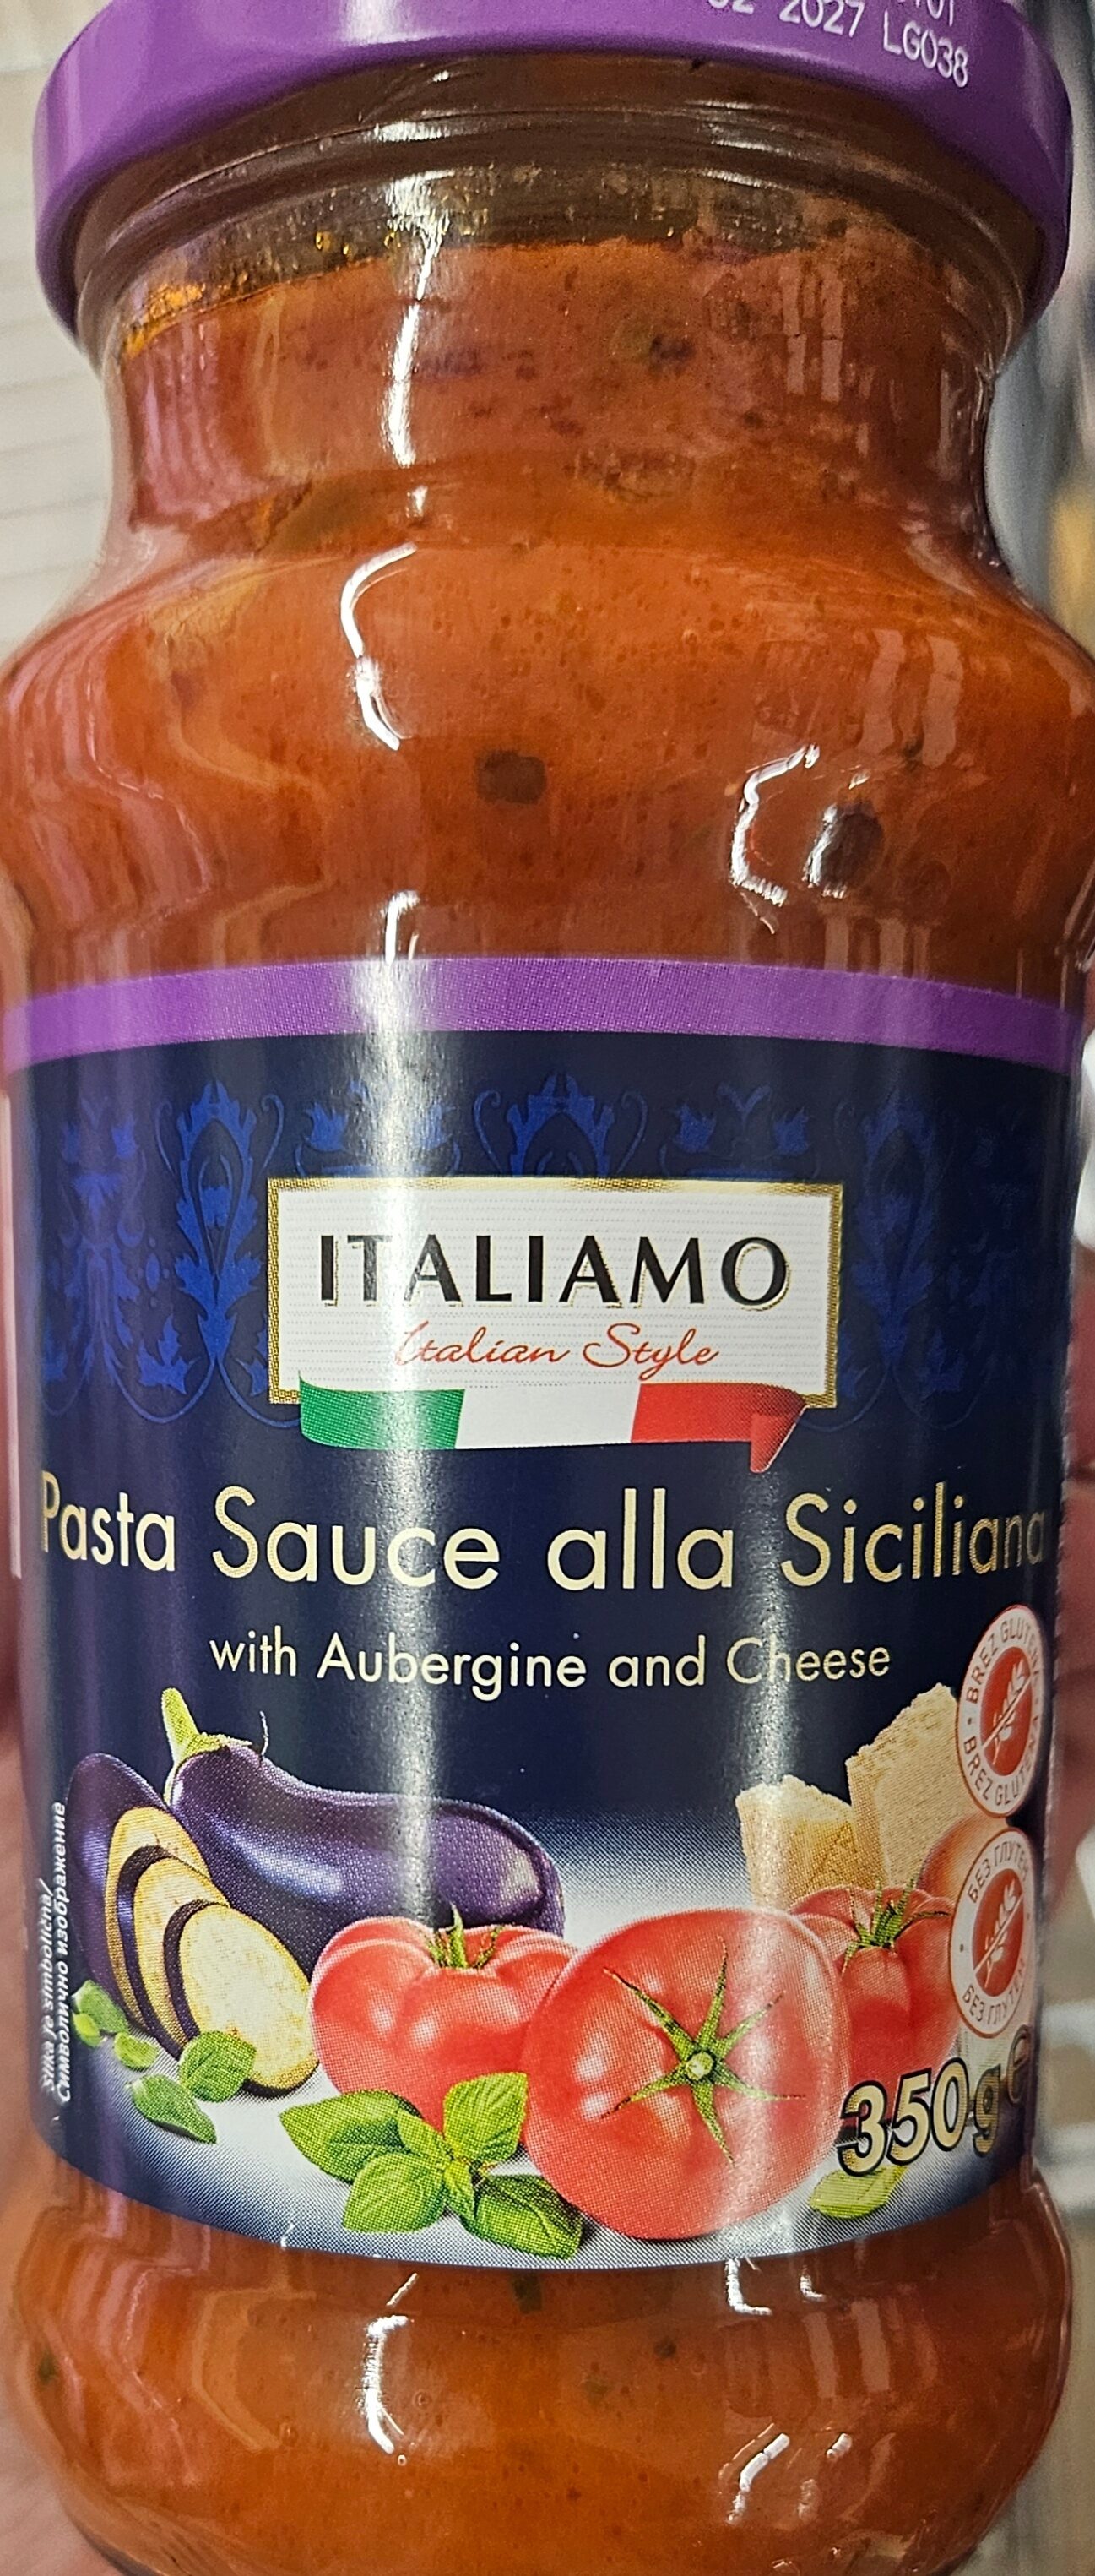 2027 LG038
ITALIAMO
Italian Style
Pasta Sauce alla Siciliana
with Aubergine and Cheese
BREZ GLUTENA • BREZ GLUTENA
БЕЗ ГЛУТЕН • БЕЗ ГЛУТЕН
Slika je simbolična/
Символично изображение
350g e